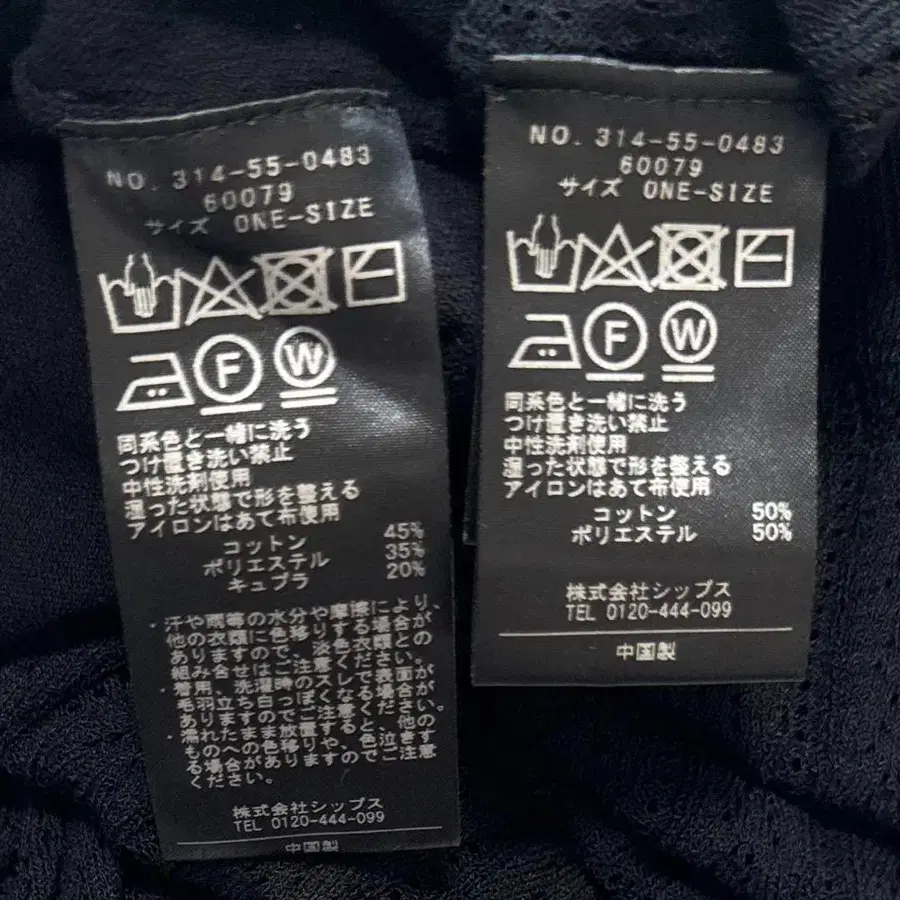 NO. 314-55-0483
60079
サイズ ONE-SIZE
F
W
同系色と一緒に洗う
つけ置き洗い禁止
中性洗剤使用
湿った状態で形を整える
アイロンはあて布使用
コットン 45%
ポリエステル 35%
キュプラ 20%
・汗や雨等の水分や摩擦により、
他の衣類に色移りする場合が
ありますので、淡色衣類との
組み合せはご注意ください。
・着用、洗濯時のスレで表面が
毛羽立ち白っぽくなる場合が
ありますのでご注意ください。
・濡れたまま放置すると、他の
ものへの色移りや、色泣きす
る場合がありますのでご注意
ください。
株式会社シップス
TEL 0120-444-099
中国製
NO. 314-55-0483
60079
サイズ ONE-SIZE
F
W
同系色と一緒に洗う
つけ置き洗い禁止
中性洗剤使用
湿った状態で形を整える
アイロンはあて布使用
コットン 50%
ポリエステル 50%
株式会社シップス
TEL 0120-444-099
中国製